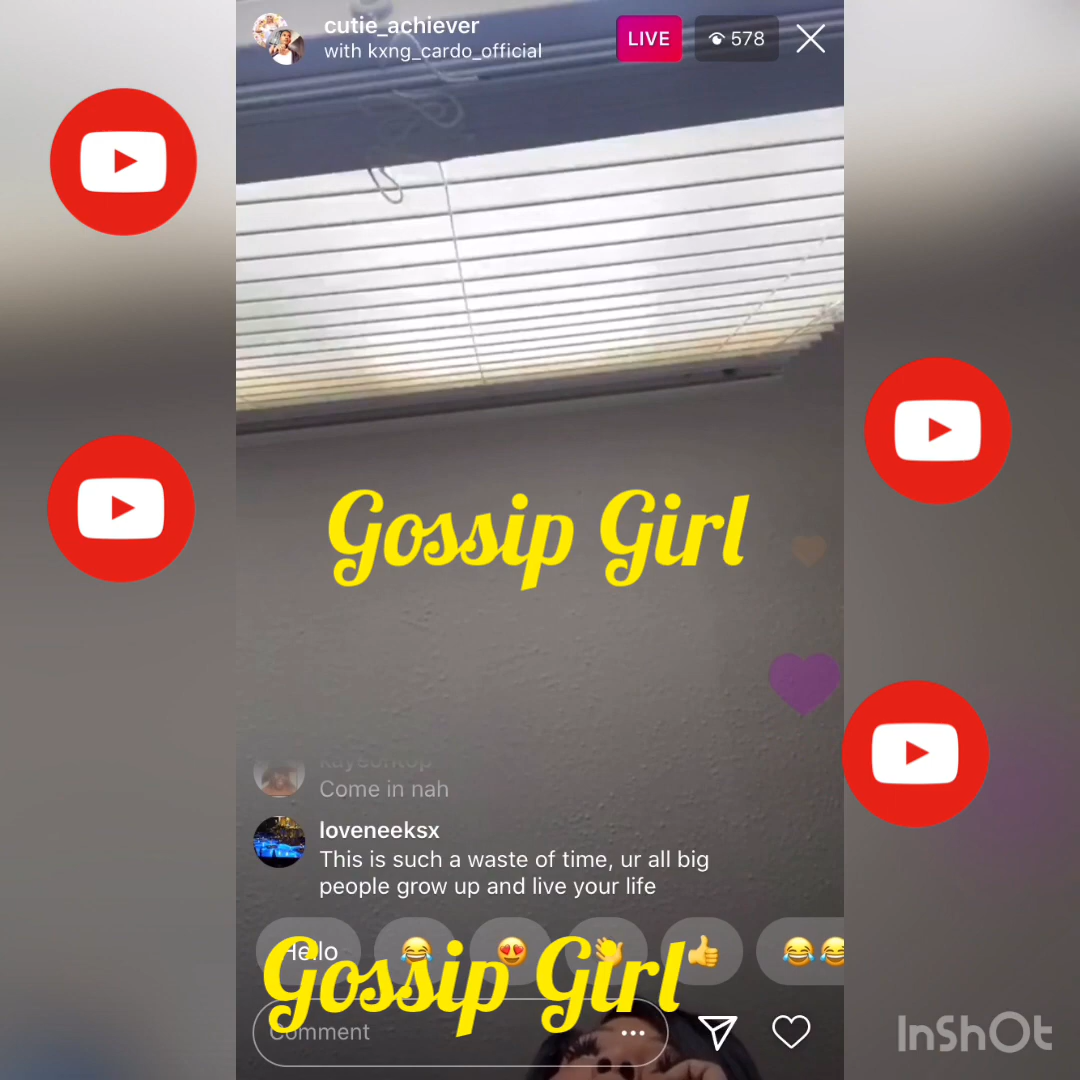 cutie_achiever
with kxng_cardo_official
LIVE
578
Gossip Girl
Come in nah
loveneeksx
This is such a waste of time, ur all big
people grow up and live your life
Hello
Gossip Girl
Comment
InShOt